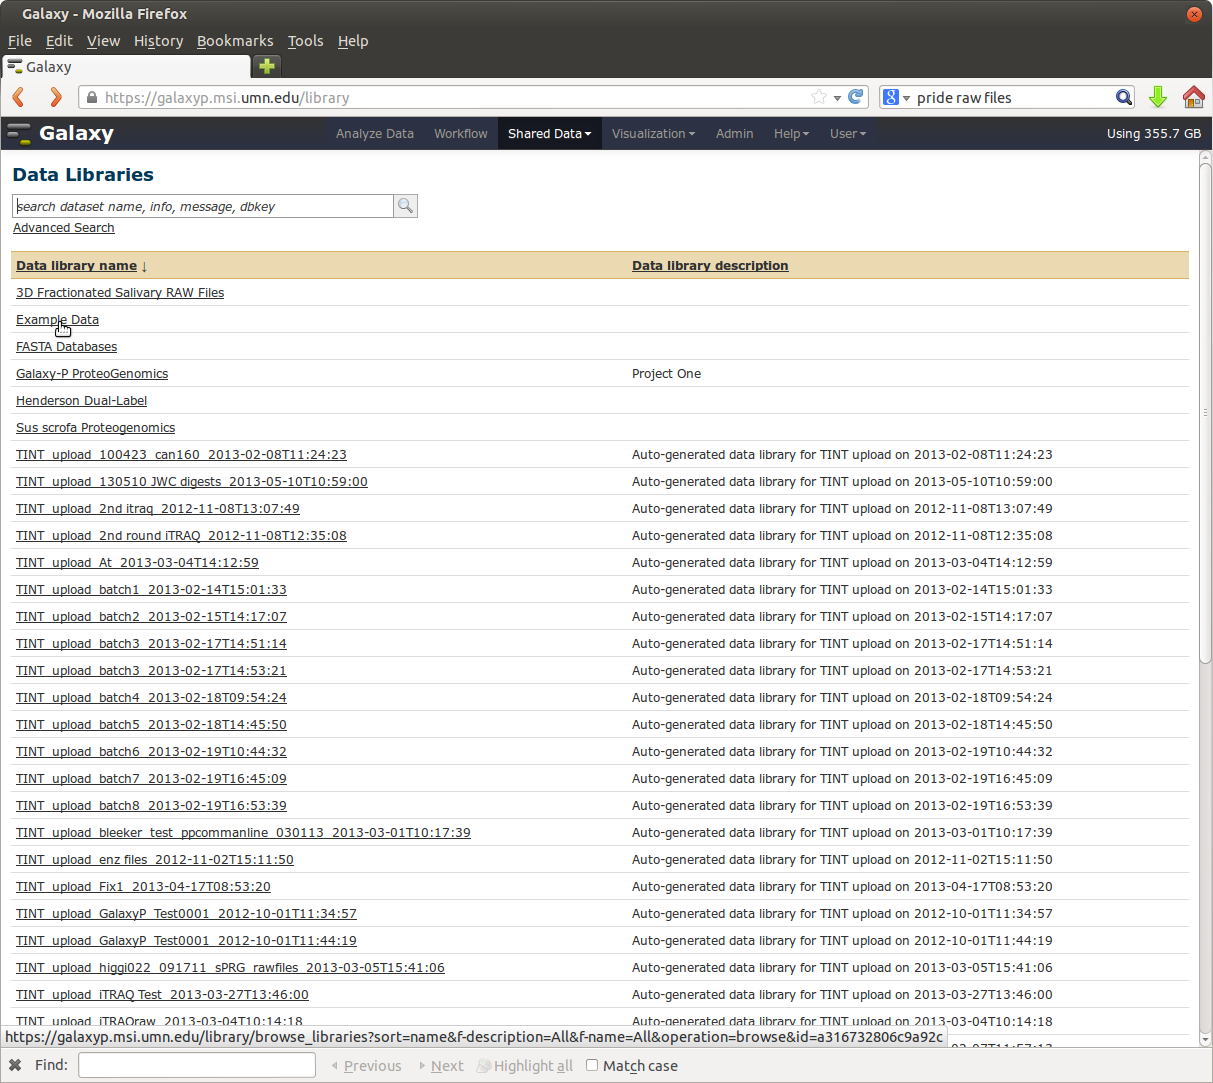 Galaxy - Mozilla Firefox
File Edit View History Bookmarks Tools Help
Galaxy
https://galaxyp.msi.umn.edu/library
8 pride raw files
Galaxy Analyze Data Workflow Shared Data Visualization Admin Help User Using 355.7 GB
Data Libraries
search dataset name, info, message, dbkey
Advanced Search
Data library name ↓ Data library description
3D Fractionated Salivary RAW Files
Example Data
FASTA Databases
Galaxy-P ProteoGenomics Project One
Henderson Dual-Label
Sus scrofa Proteogenomics
TINT_upload_100423_can160_2013-02-08T11:24:23 Auto-generated data library for TINT upload on 2013-02-08T11:24:23
TINT_upload_130510 JWC digests_2013-05-10T10:59:00 Auto-generated data library for TINT upload on 2013-05-10T10:59:00
TINT_upload_2nd itraq_2012-11-08T13:07:49 Auto-generated data library for TINT upload on 2012-11-08T13:07:49
TINT_upload_2nd round iTRAQ_2012-11-08T12:35:08 Auto-generated data library for TINT upload on 2012-11-08T12:35:08
TINT_upload_At_2013-03-04T14:12:59 Auto-generated data library for TINT upload on 2013-03-04T14:12:59
TINT_upload_batch1_2013-02-14T15:01:33 Auto-generated data library for TINT upload on 2013-02-14T15:01:33
TINT_upload_batch2_2013-02-15T14:17:07 Auto-generated data library for TINT upload on 2013-02-15T14:17:07
TINT_upload_batch3_2013-02-17T14:51:14 Auto-generated data library for TINT upload on 2013-02-17T14:51:14
TINT_upload_batch3_2013-02-17T14:53:21 Auto-generated data library for TINT upload on 2013-02-17T14:53:21
TINT_upload_batch4_2013-02-18T09:54:24 Auto-generated data library for TINT upload on 2013-02-18T09:54:24
TINT_upload_batch5_2013-02-18T14:45:50 Auto-generated data library for TINT upload on 2013-02-18T14:45:50
TINT_upload_batch6_2013-02-19T10:44:32 Auto-generated data library for TINT upload on 2013-02-19T10:44:32
TINT_upload_batch7_2013-02-19T16:45:09 Auto-generated data library for TINT upload on 2013-02-19T16:45:09
TINT_upload_batch8_2013-02-19T16:53:39 Auto-generated data library for TINT upload on 2013-02-19T16:53:39
TINT_upload_bleeker_test_ppcommanline_030113_2013-03-01T10:17:39 Auto-generated data library for TINT upload on 2013-03-01T10:17:39
TINT_upload_enz files_2012-11-02T15:11:50 Auto-generated data library for TINT upload on 2012-11-02T15:11:50
TINT_upload_Fix1_2013-04-17T08:53:20 Auto-generated data library for TINT upload on 2013-04-17T08:53:20
TINT_upload_GalaxyP_Test0001_2012-10-01T11:34:57 Auto-generated data library for TINT upload on 2012-10-01T11:34:57
TINT_upload_GalaxyP_Test0001_2012-10-01T11:44:19 Auto-generated data library for TINT upload on 2012-10-01T11:44:19
TINT_upload_higgi022_091711_sPRG_rawfiles_2013-03-05T15:41:06 Auto-generated data library for TINT upload on 2013-03-05T15:41:06
TINT_upload_iTRAQ Test_2013-03-27T13:46:00 Auto-generated data library for TINT upload on 2013-03-27T13:46:00
TINT_upload_iTRAQraw_2013-03-04T10:14:18 Auto-generated data library for TINT upload on 2013-03-04T10:14:18
https://galaxyp.msi.umn.edu/library/browse_libraries?sort=name&f-description=All&f-name=All&operation=browse&id=a316732806c9a92c
Find: Previous Next Highlight all Match case